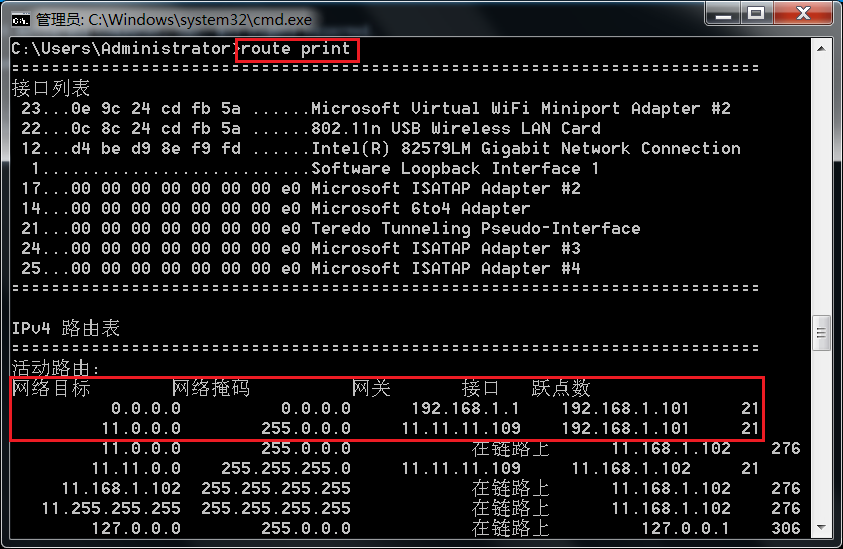 管理员: C:\Windows\system32\cmd.exe
C:\Users\Administrator>route print
===========================================================================
接口列表
23...0e 9c 24 cd fb 5a ......Microsoft Virtual WiFi Miniport Adapter #2
22...0c 8c 24 cd fb 5a ......802.11n USB Wireless LAN Card
12...d4 be d9 8e f9 fd ......Intel(R) 82579LM Gigabit Network Connection
1...........................Software Loopback Interface 1
17...00 00 00 00 00 00 00 e0 Microsoft ISATAP Adapter #2
14...00 00 00 00 00 00 00 e0 Microsoft 6to4 Adapter
21...00 00 00 00 00 00 00 e0 Teredo Tunneling Pseudo-Interface
24...00 00 00 00 00 00 00 e0 Microsoft ISATAP Adapter #3
25...00 00 00 00 00 00 00 e0 Microsoft ISATAP Adapter #4
===========================================================================
IPv4 路由表
===========================================================================
活动路由:
网络目标 网络掩码 网关 接口 跃点数
0.0.0.0 0.0.0.0 192.168.1.1 192.168.1.101 21
11.0.0.0 255.0.0.0 11.11.11.109 192.168.1.101 21
11.0.0.0 255.0.0.0 在链路上 11.168.1.102 276
11.11.0.0 255.255.255.0 11.11.11.109 11.168.1.102 21
11.168.1.102 255.255.255.255 在链路上 11.168.1.102 276
11.255.255.255 255.255.255.255 在链路上 11.168.1.102 276
127.0.0.0 255.0.0.0 在链路上 127.0.0.1 306